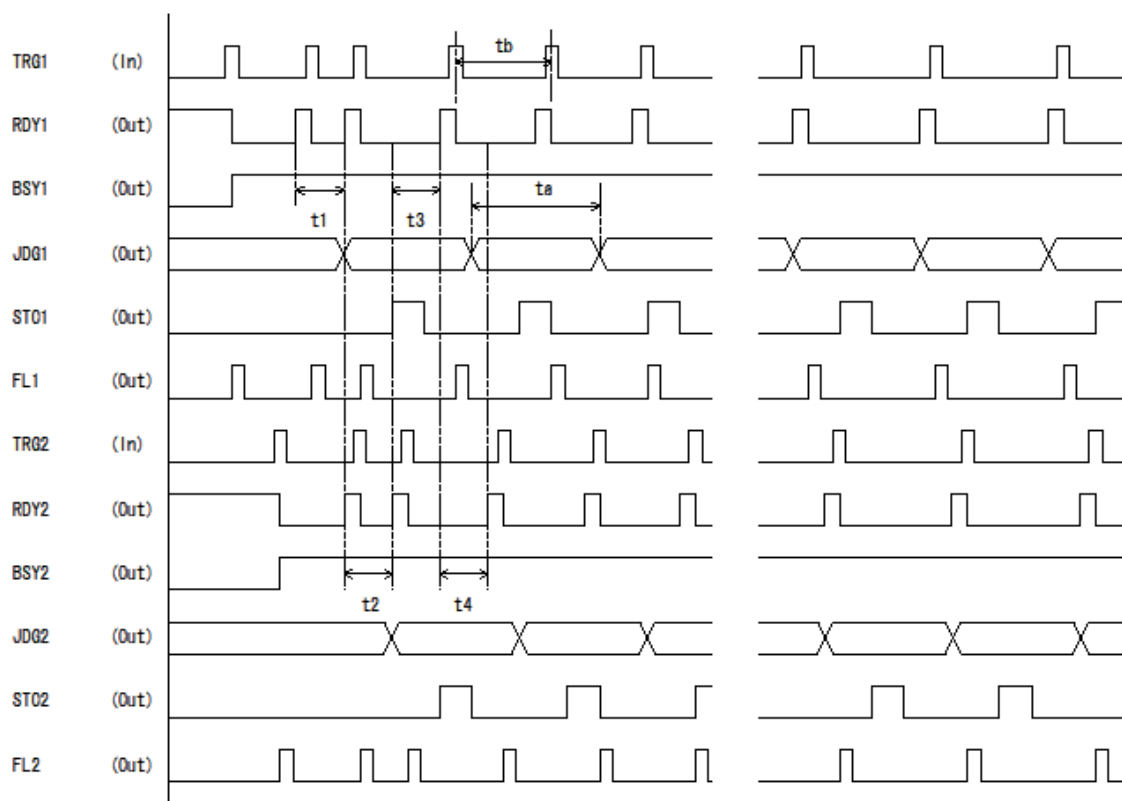 TRG1 (In)
tb
RDY1 (Out)
BSY1 (Out)
ta
t1 t3
JDG1 (Out)
STO1 (Out)
FL1 (Out)
TRG2 (In)
RDY2 (Out)
BSY2 (Out)
t2 t4
JDG2 (Out)
STO2 (Out)
FL2 (Out)